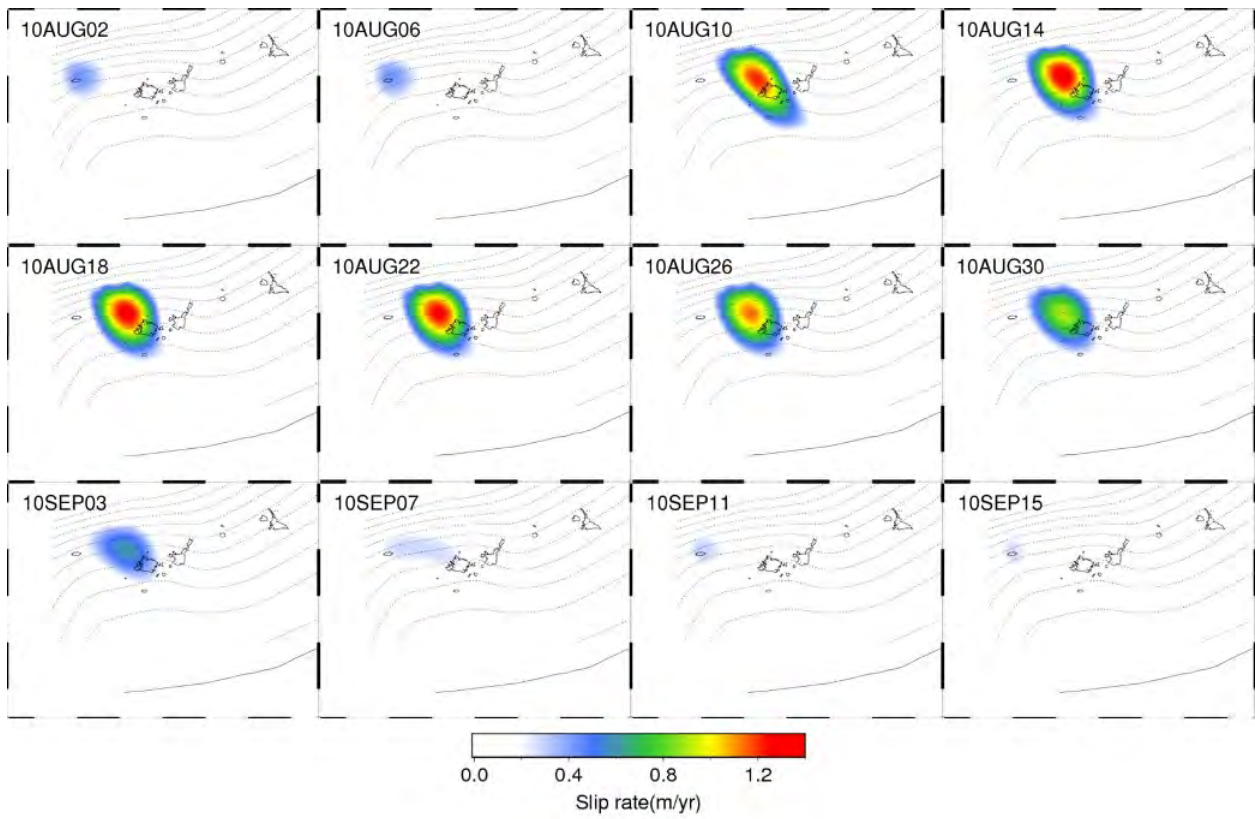 10AUG02 10AUG06 10AUG10 10AUG14
10AUG18 10AUG22 10AUG26 10AUG30
10SEP03 10SEP07 10SEP11 10SEP15
0.0 0.4 0.8 1.2
Slip rate(m/yr)